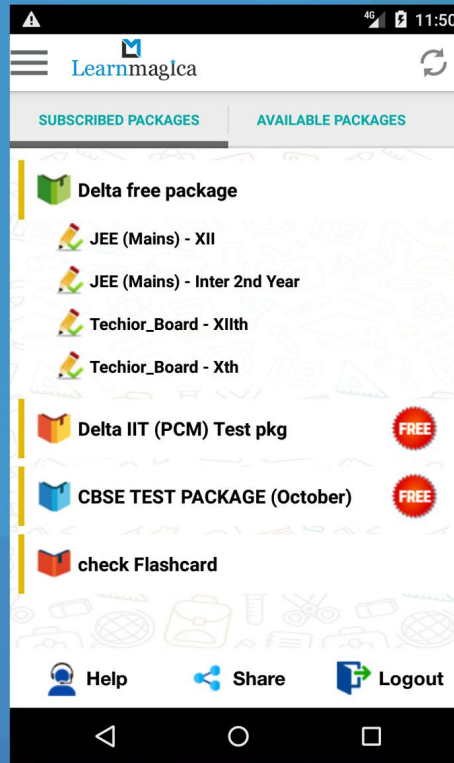 4G 11:50
Learnmagica
SUBSCRIBED PACKAGES AVAILABLE PACKAGES
Delta free package
JEE (Mains) - XII
JEE (Mains) - Inter 2nd Year
Techior_Board - XIIth
Techior_Board - Xth
Delta IIT (PCM) Test pkg FREE
CBSE TEST PACKAGE (October) FREE
check Flashcard
Help Share Logout